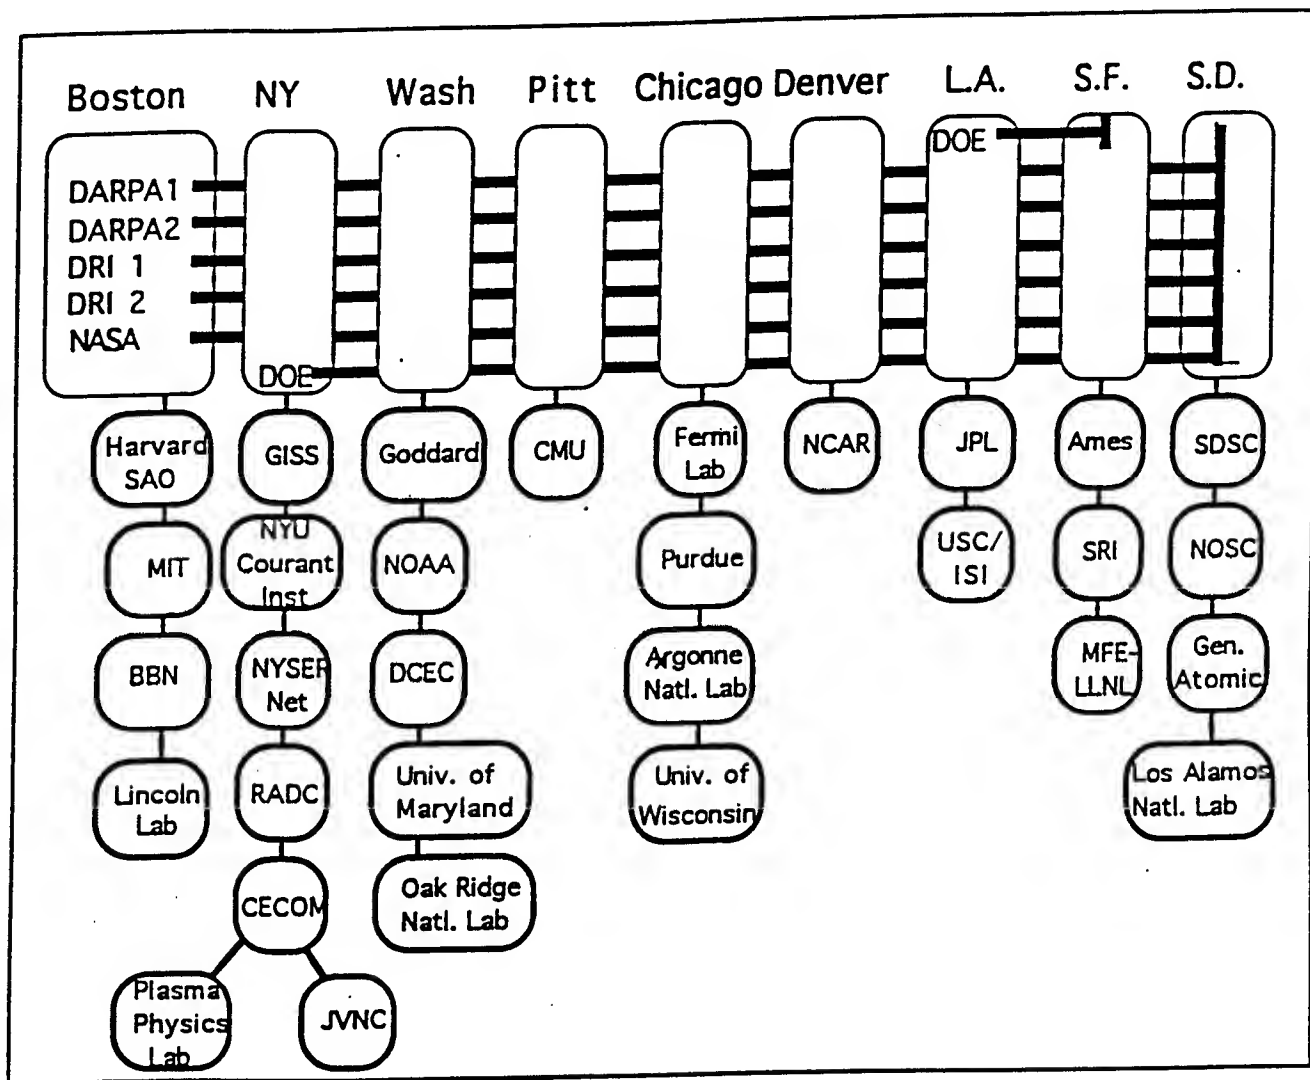 Boston NY Wash Pitt Chicago Denver L.A. S.F. S.D.
DOE
DARPA1
DARPA2
DRI 1
DRI 2
NASA
DOE
Harvard
SAO
MIT
BBN
Lincoln
Lab
GISS
NYU
Courant
Inst
NYSER
Net
RADC
CECOM
Plasma
Physics
Lab
JVNC
Goddard
NOAA
DCEC
Univ. of
Maryland
Oak Ridge
Natl. Lab
CMU
Fermi
Lab
Purdue
Argonne
Natl. Lab
Univ. of
Wisconsin
NCAR
JPL
USC/
ISI
Ames
SRI
MFE-
LLNL
SDSC
NOSC
Gen.
Atomic
Los Alamos
Natl. Lab